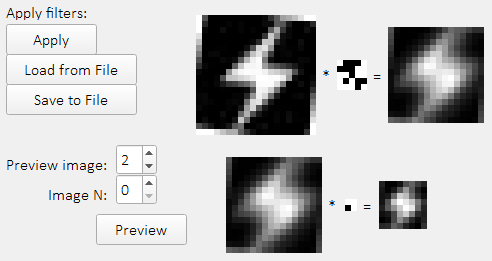 Apply filters:
Apply
Load from File
Save to File
* =
Preview image: 2
Image N: 0
* =
Preview